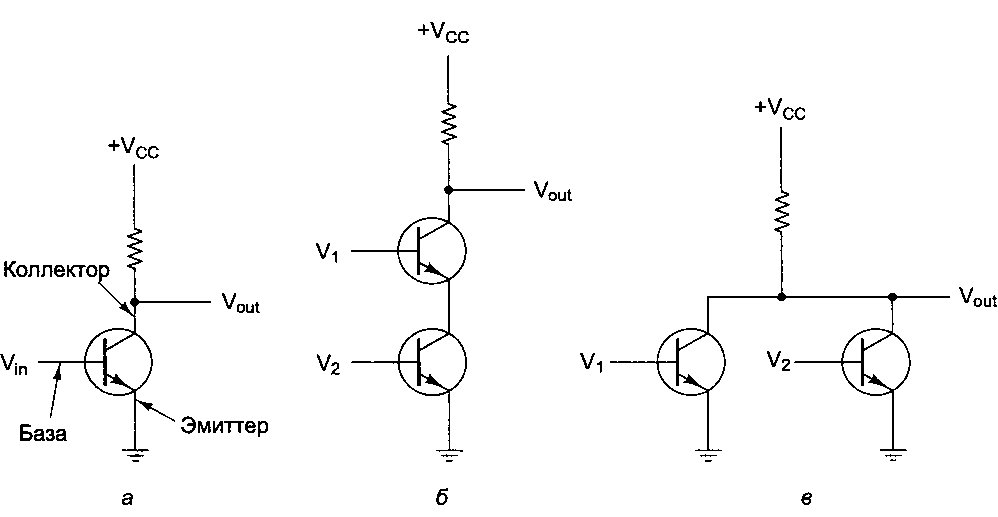 +VCC
Коллектор
Vout
Vin
База
Эмиттер
а
+VCC
Vout
V1
V2
б
+VCC
Vout
V1
V2
в